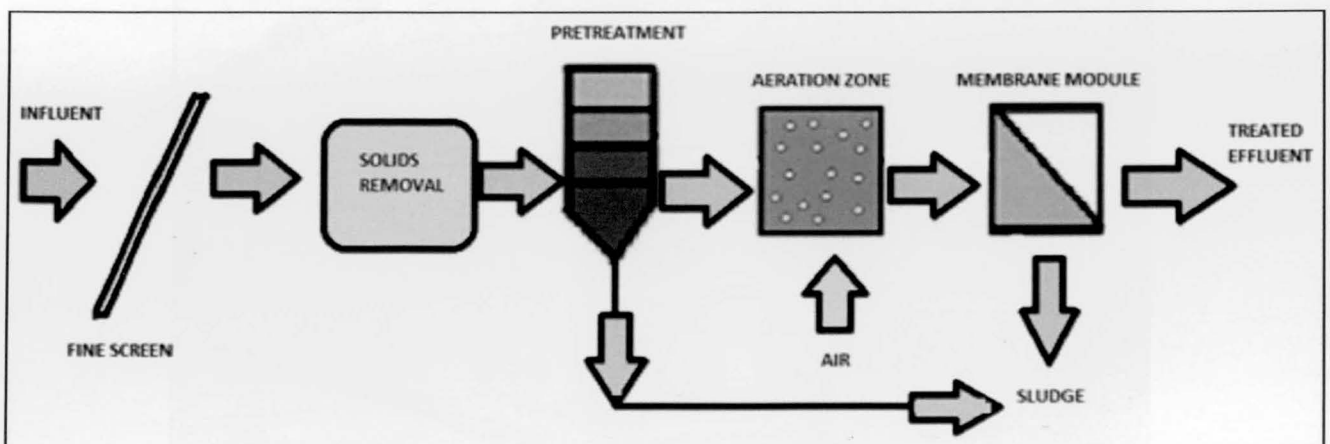 PRETREATMENT
AERATION ZONE
MEMBRANE MODULE
INFLUENT
TREATED
EFFLUENT
SOLIDS
REMOVAL
FINE SCREEN
AIR
SLUDGE